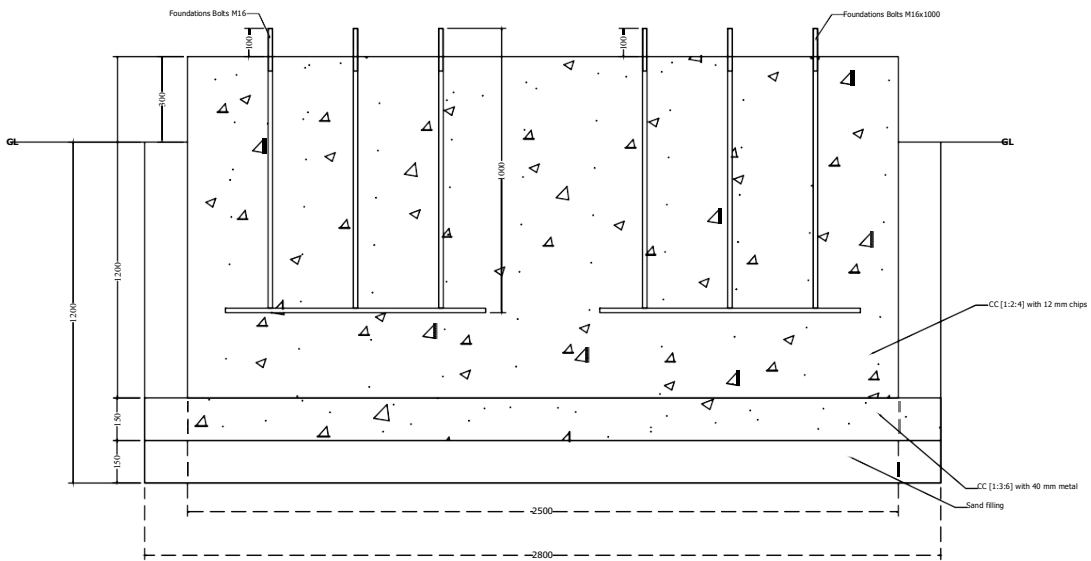 Foundations Bolts M16
Foundations Bolts M16x1000
100
100
300
GL
GL
1000
1200
1200
CC [1:2:4] with 12 mm chips
150
150
CC [1:3:6] with 40 mm metal
Sand filling
2500
2800